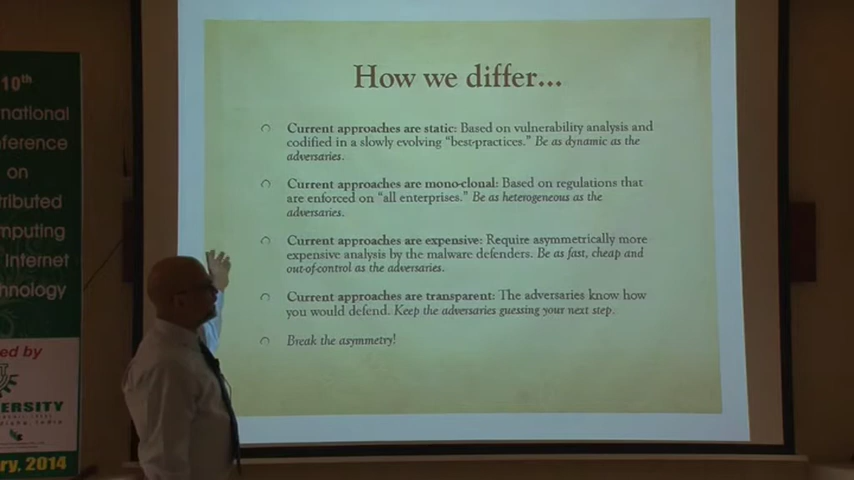 How we differ...
Current approaches are static: Based on vulnerability analysis and
codified in a slowly evolving "best-practices." Be as dynamic as the
adversaries.
Current approaches are mono-clonal: Based on regulations that
are enforced on "all enterprises." Be as heterogeneous as the
adversaries.
Current approaches are expensive: Require asymmetrically more
expensive analysis by the malware defenders. Be as fast, cheap and
out-of-control as the adversaries.
Current approaches are transparent: The adversaries know how
you would defend. Keep the adversaries guessing your next step.
Break the asymmetry!
10th
national
ference
on
tributed
mputing
Internet
hnology
ed by
ERSITY
India
ry, 2014